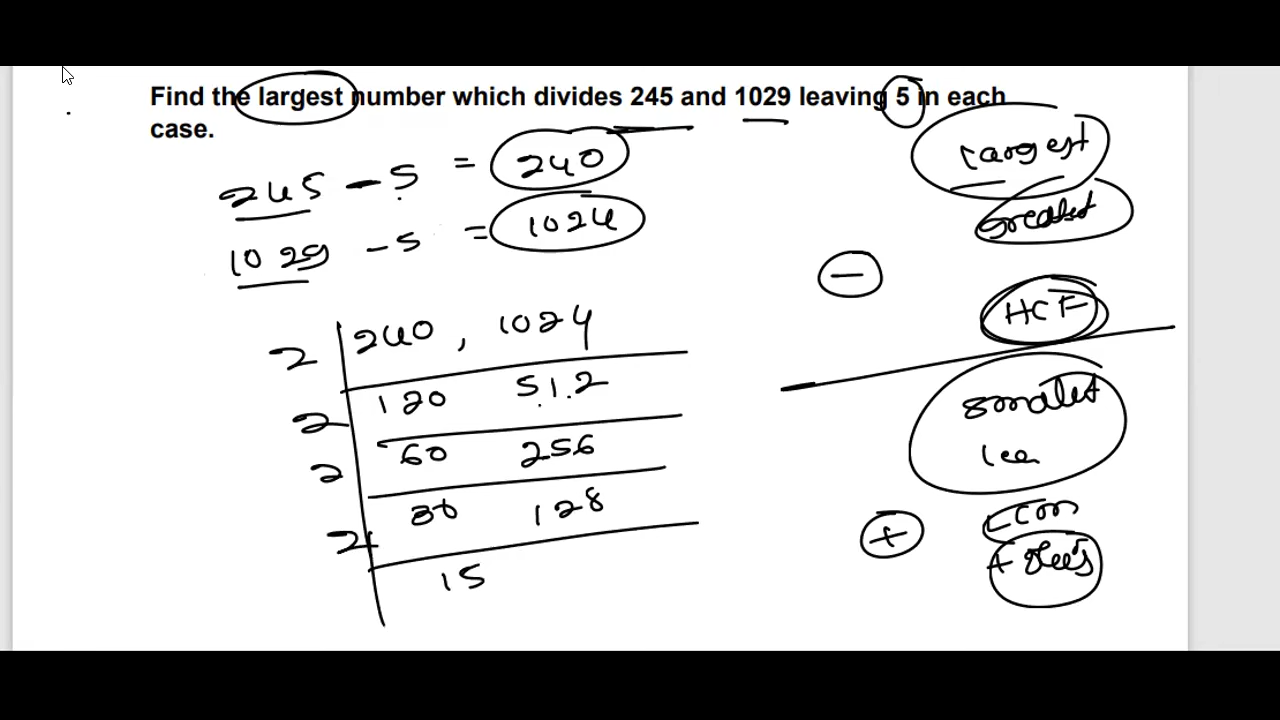 Find the largest number which divides 245 and 1029 leaving 5 in each
case.
245 - 5 = 240
1029 - 5 = 1024
2 240 , 1024
2 120 512
2 60 256
2 30 128
15
Largest
greatest
-
HCF
smallest
+
LCM